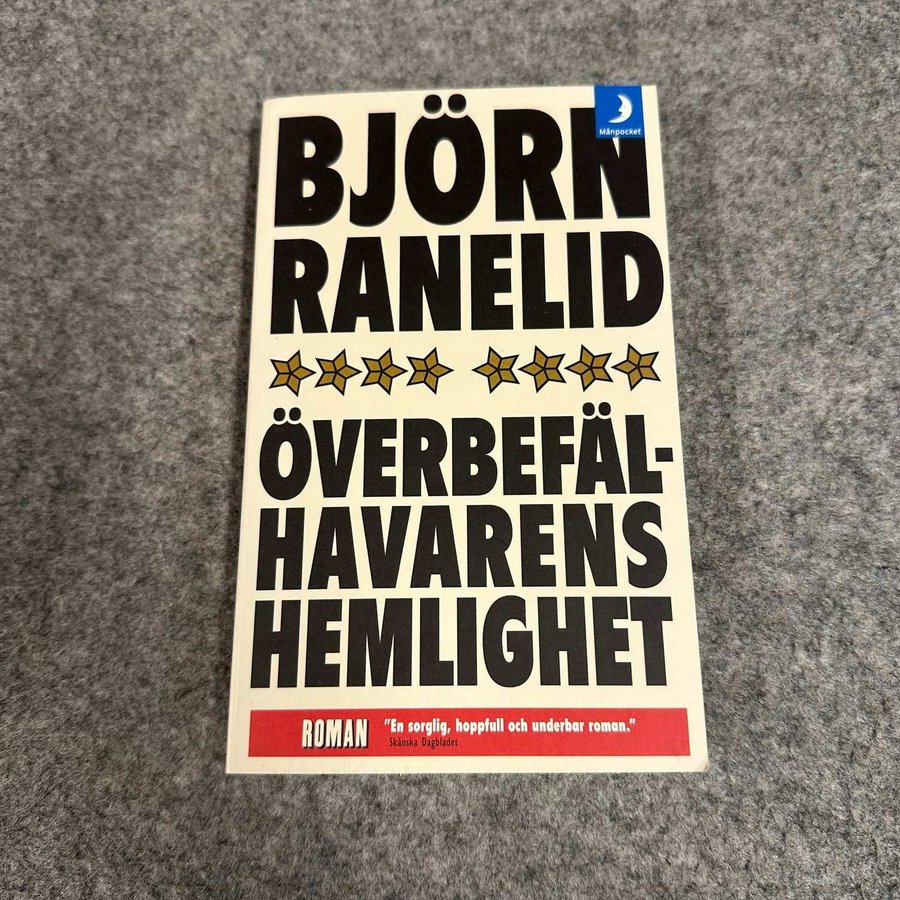 Månpocket
BJÖRN
RANELID
ÖVERBEFÄL-
HAVARENS
HEMLIGHET
ROMAN
"En sorglig, hoppfull och underbar roman."
Skånska Dagbladet